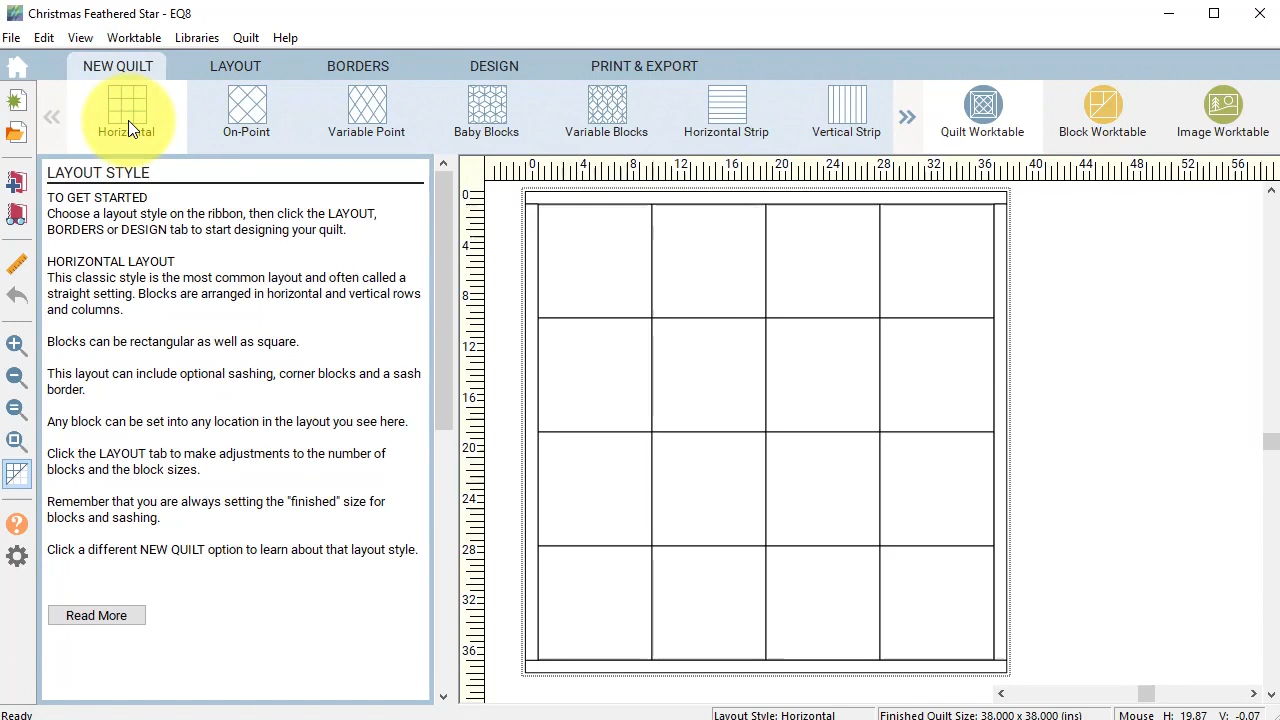 Christmas Feathered Star - EQ8
File Edit View Worktable Libraries Quilt Help
NEW QUILT LAYOUT BORDERS DESIGN PRINT & EXPORT
Horizontal On-Point Variable Point Baby Blocks Variable Blocks Horizontal Strip Vertical Strip Quilt Worktable Block Worktable Image Worktable
LAYOUT STYLE
TO GET STARTED
Choose a layout style on the ribbon, then click the LAYOUT,
BORDERS or DESIGN tab to start designing your quilt.
HORIZONTAL LAYOUT
This classic style is the most common layout and often called a
straight setting. Blocks are arranged in horizontal and vertical rows
and columns.
Blocks can be rectangular as well as square.
This layout can include optional sashing, corner blocks and a sash
border.
Any block can be set into any location in the layout you see here.
Click the LAYOUT tab to make adjustments to the number of
blocks and the block sizes.
Remember that you are always setting the "finished" size for
blocks and sashing.
Click a different NEW QUILT option to learn about that layout style.
Read More
0 4 8 12 16 20 24 28 32 36 40 44 48 52 56
0
4
8
12
16
20
24
28
32
36
Ready Layout Style: Horizontal Finished Quilt Size: 38.000 x 38.000 (ins) Mouse H: 19.87 V: -0.07